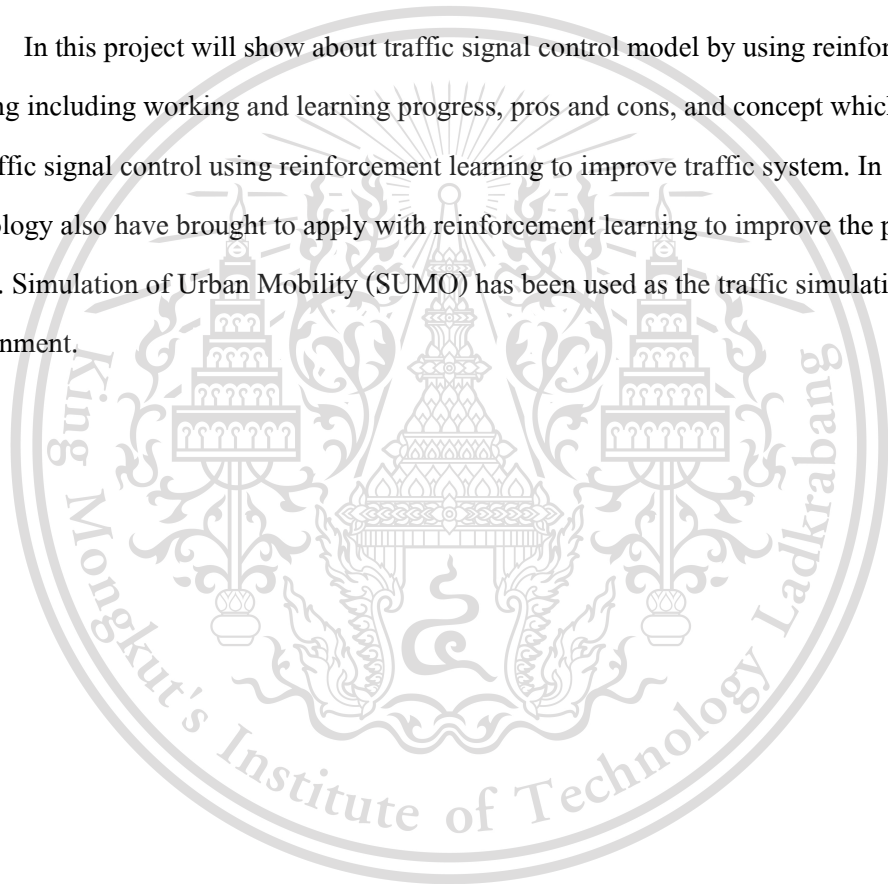 In this project will show about traffic signal control model by using reinfor
ng including working and learning progress, pros and cons, and concept which
ffic signal control using reinforcement learning to improve traffic system. In
ology also have brought to apply with reinforcement learning to improve the p
. Simulation of Urban Mobility (SUMO) has been used as the traffic simulati
nment.
King Mongkut's Institute of Technology Ladkrabang